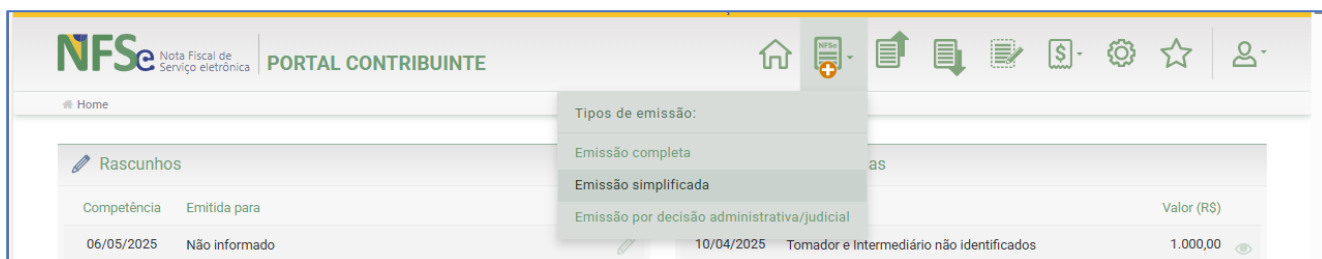 NFSe Nota Fiscal de
Serviço eletrônica
PORTAL CONTRIBUINTE
NFSe
Home
Tipos de emissão:
Emissão completa
Emissão simplificada
Emissão por decisão administrativa/judicial
Rascunhos
as
Competência Emitida para
Valor (R$)
06/05/2025 Não informado
10/04/2025 Tomador e Intermediário não identificados 1.000,00